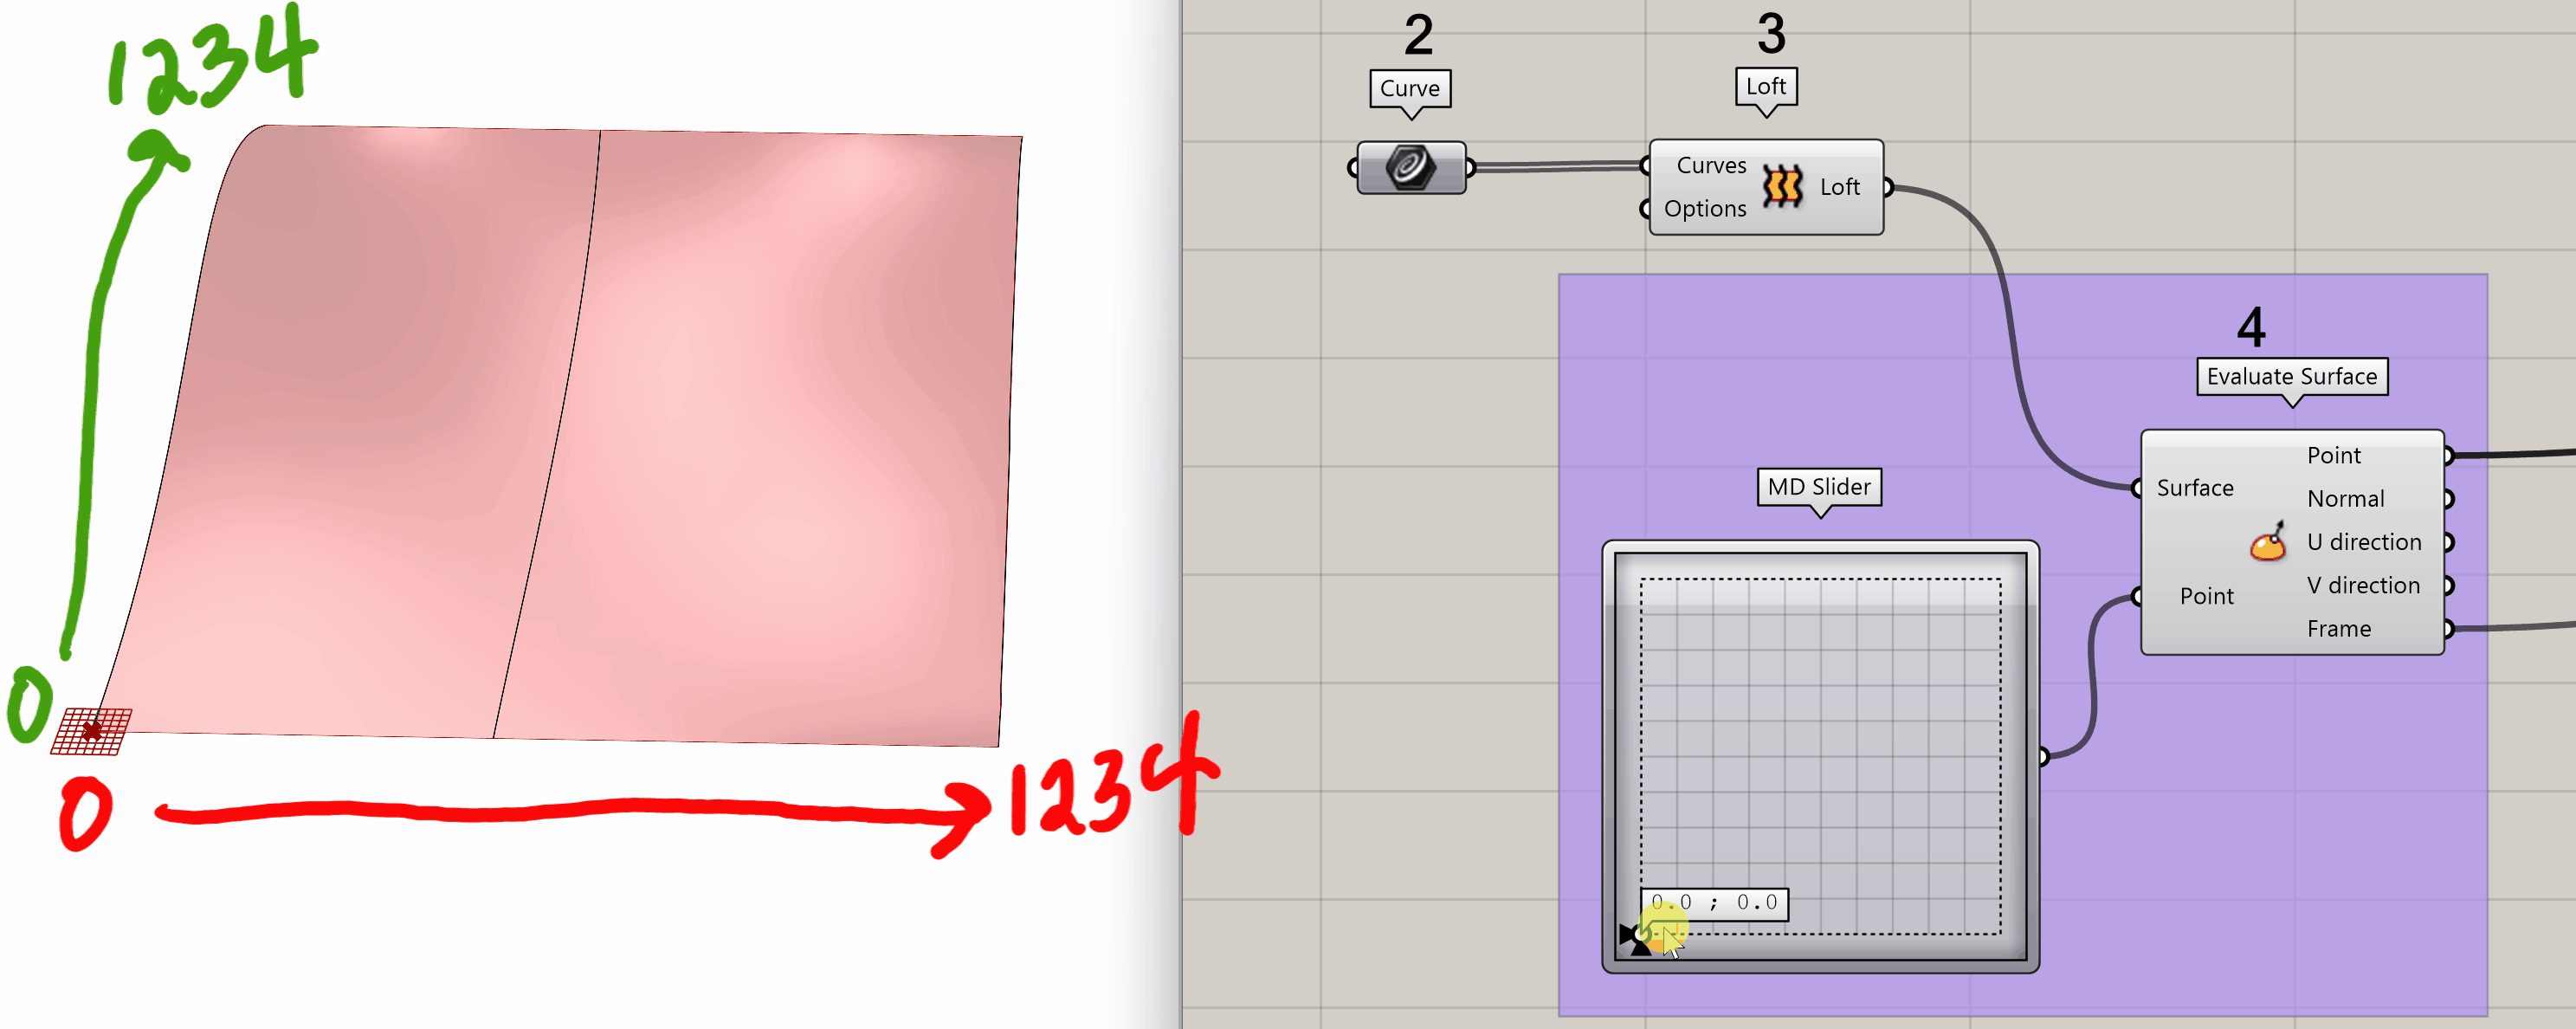 1234
0
0
1234
2
Curve
3
Loft
Curves
Options
Loft
4
Evaluate Surface
Surface
Point
Point
Normal
U direction
V direction
Frame
MD Slider
0.0 ; 0.0